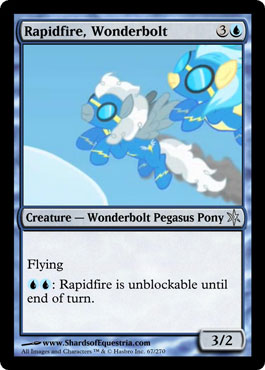 Rapidfire, Wonderbolt 3
Creature — Wonderbolt Pegasus Pony
Flying
: Rapidfire is unblockable until
end of turn.
www.ShardsofEquestria.com
All Images and Characters ™ & © Hasbro Inc. 67/270
3/2